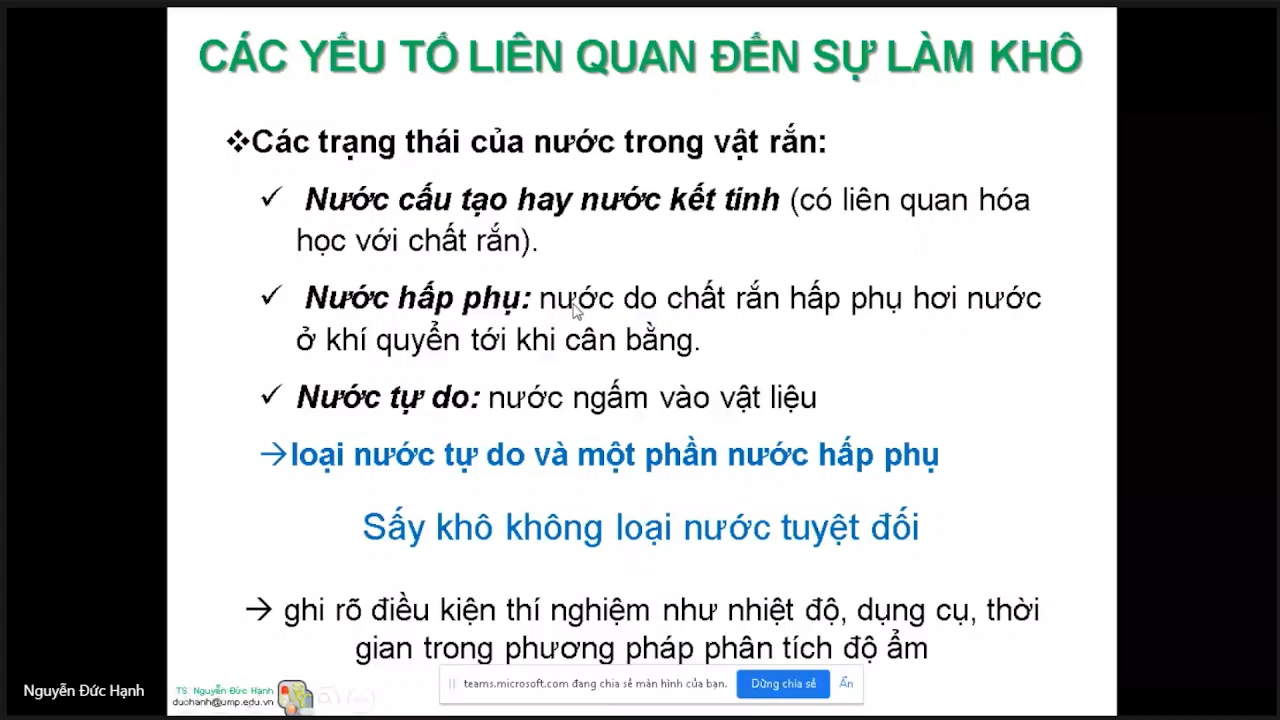 CÁC YẾU TỐ LIÊN QUAN ĐẾN SỰ LÀM KHÔ
❖Các trạng thái của nước trong vật rắn:
✓ Nước cấu tạo hay nước kết tinh (có liên quan hóa
học với chất rắn).
✓ Nước hấp phụ: nước do chất rắn hấp phụ hơi nước
ở khí quyển tới khi cân bằng.
✓ Nước tự do: nước ngấm vào vật liệu
→loại nước tự do và một phần nước hấp phụ
Sấy khô không loại nước tuyệt đối
→ ghi rõ điều kiện thí nghiệm như nhiệt độ, dụng cụ, thời
gian trong phương pháp phân tích độ ẩm
teams.microsoft.com đang chia sẻ màn hình của bạn. Dừng chia sẻ Ẩn
Nguyễn Đức Hạnh
TS. Nguyễn Đức Hạnh
duchanh@ump.edu.vn